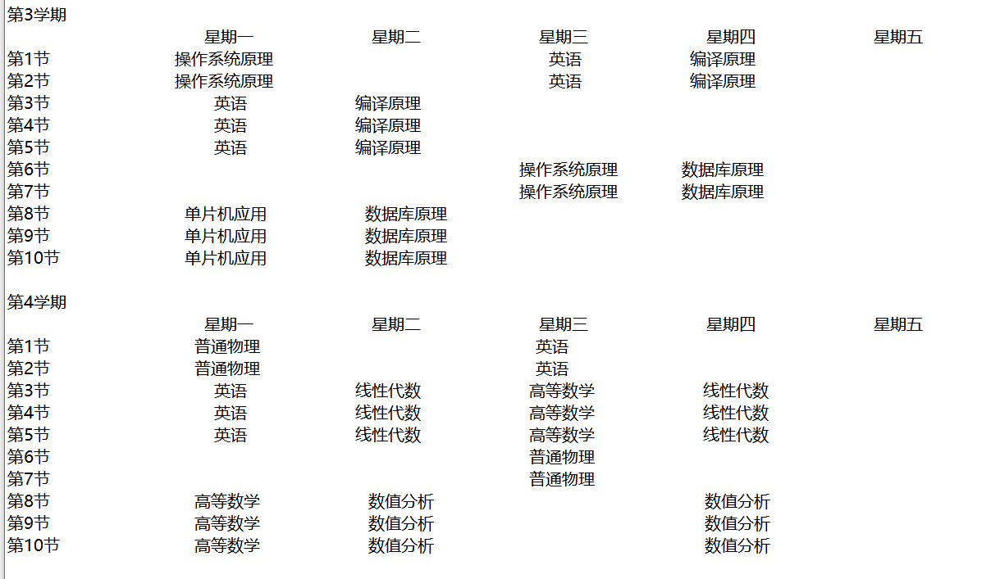 第3学期
星期一 星期二 星期三 星期四 星期五
第1节 操作系统原理 英语 编译原理
第2节 操作系统原理 英语 编译原理
第3节 英语 编译原理
第4节 英语 编译原理
第5节 英语 编译原理
第6节 操作系统原理 数据库原理
第7节 操作系统原理 数据库原理
第8节 单片机应用 数据库原理
第9节 单片机应用 数据库原理
第10节 单片机应用 数据库原理
第4学期
星期一 星期二 星期三 星期四 星期五
第1节 普通物理 英语
第2节 普通物理 英语
第3节 英语 线性代数 高等数学 线性代数
第4节 英语 线性代数 高等数学 线性代数
第5节 英语 线性代数 高等数学 线性代数
第6节 普通物理
第7节 普通物理
第8节 高等数学 数值分析 数值分析
第9节 高等数学 数值分析 数值分析
第10节 高等数学 数值分析 数值分析